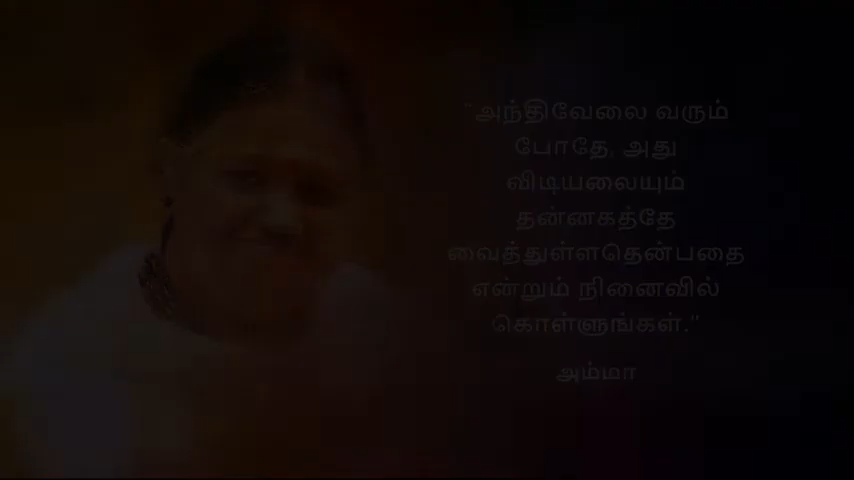 “அந்திவேலை வரும்
போதே, அது
விடியலையும்
தன்னகத்தே
வைத்துள்ளதென்பதை
என்றும் நினைவில்
கொள்ளுங்கள்.”
அம்மா